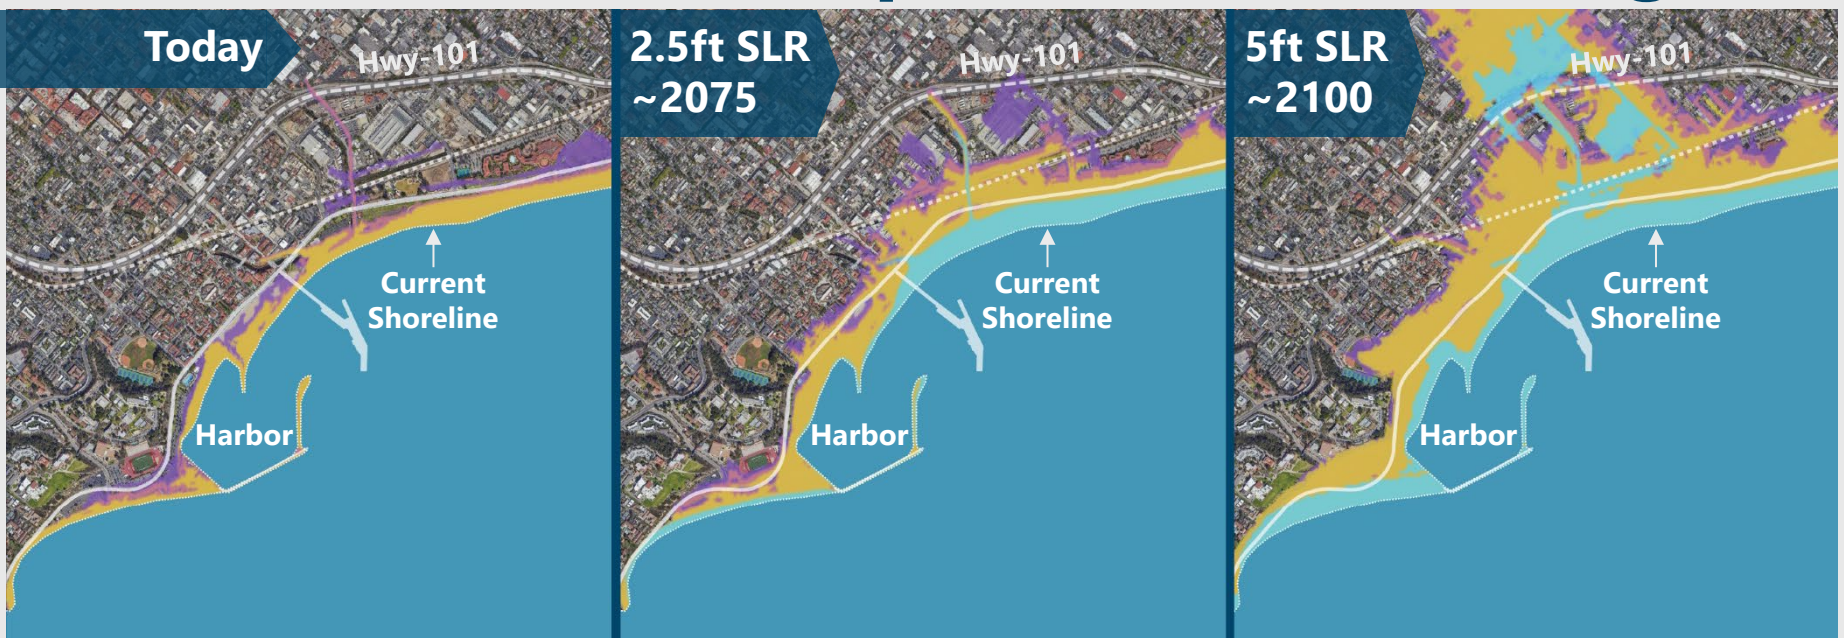 Today
Hwy-101
Current
Shoreline
Harbor
2.5ft SLR
~2075
Hwy-101
Current
Shoreline
Harbor
5ft SLR
~2100
Hwy-101
Current
Shoreline
Harbor